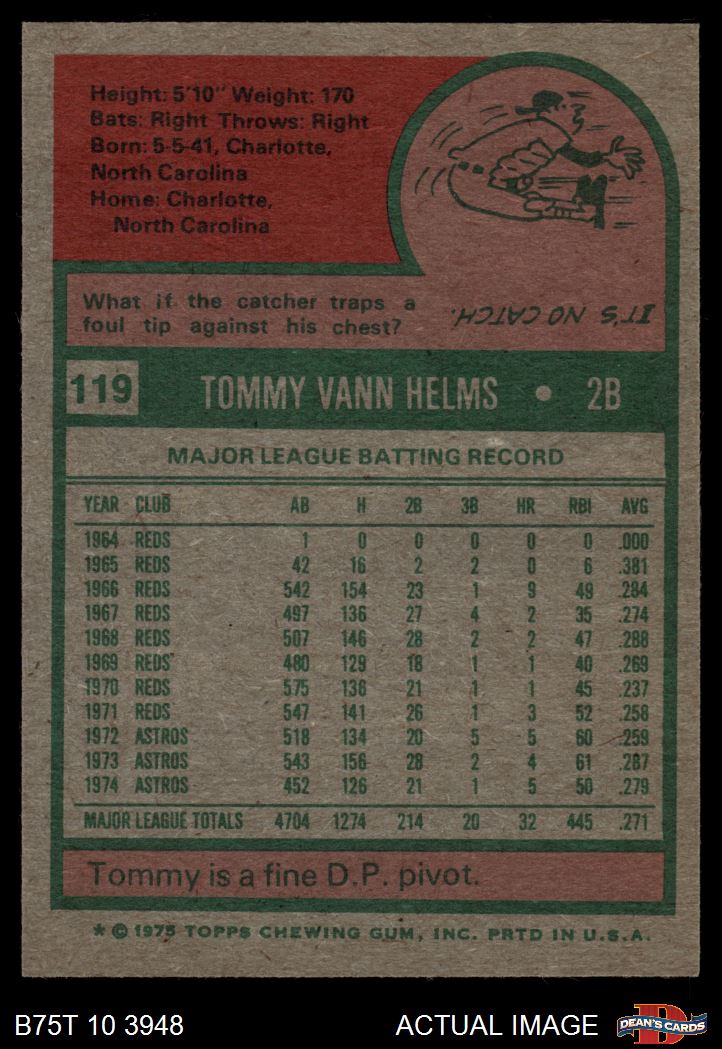 Height: 5'10" Weight: 170
Bats: Right Throws: Right
Born: 5-5-41, Charlotte,
North Carolina
Home: Charlotte,
North Carolina
What if the catcher traps a
foul tip against his chest?
IT'S NO CATCH.
119 TOMMY VANN HELMS • 2B
MAJOR LEAGUE BATTING RECORD
YEAR CLUB AB H 2B 3B HR RBI AVG
1964 REDS 1 0 0 0 0 0 .000
1965 REDS 42 16 2 2 0 6 .381
1966 REDS 542 154 23 1 9 49 .284
1967 REDS 497 136 27 4 2 35 .274
1968 REDS 507 146 28 2 2 47 .288
1969 REDS 480 129 18 1 1 40 .269
1970 REDS 575 136 21 1 1 45 .237
1971 REDS 547 141 26 1 3 52 .258
1972 ASTROS 518 134 20 5 5 60 .259
1973 ASTROS 543 156 28 2 4 61 .287
1974 ASTROS 452 126 21 1 5 50 .279
MAJOR LEAGUE TOTALS 4704 1274 214 20 32 445 .271
Tommy is a fine D.P. pivot.
* © 1975 TOPPS CHEWING GUM, INC. PRTD IN U.S.A.
B75T 10 3948 ACTUAL IMAGE D DEAN'S CARDS